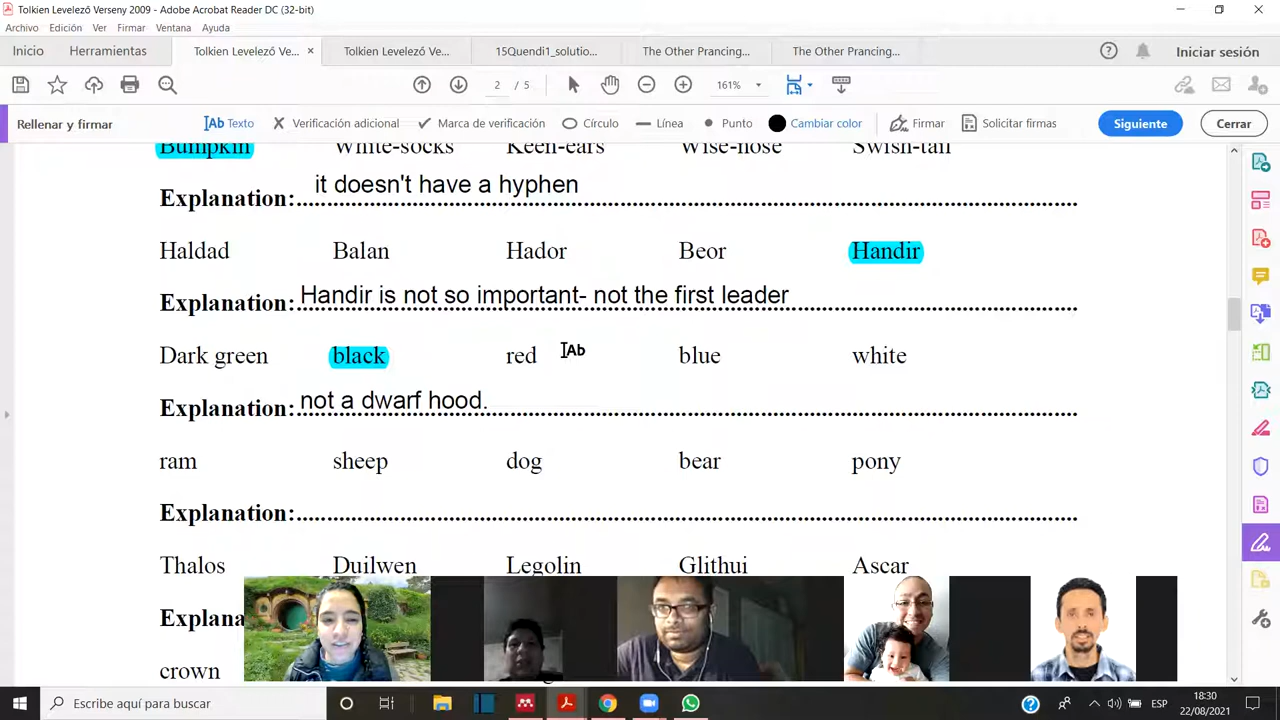 Tolkien Levelező Verseny 2009 - Adobe Acrobat Reader DC (32-bit)
Archivo Edición Ver Firmar Ventana Ayuda
Inicio Herramientas Tolkien Levelező Ve... × Tolkien Levelező Ve... 15Quendi1_solutio... The Other Prancing... The Other Prancing... Iniciar sesión
2 / 5 161%
Rellenar y firmar Ab Texto Verificación adicional Marca de verificación Círculo Línea Punto Cambiar color Firmar Solicitar firmas Siguiente Cerrar
Bumpkin White-socks Keen-ears Wise-nose Swish-tail
it doesn't have a hyphen
Explanation:
Haldad Balan Hador Beor Handir
Explanation: Handir is not so important- not the first leader
Dark green black red Ab blue white
Explanation: not a dwarf hood.
ram sheep dog bear pony
Explanation:
Thalos Duilwen Legolin Glithui Ascar
Explana
crown
Escribe aquí para buscar
ESP
18:30
22/08/2021